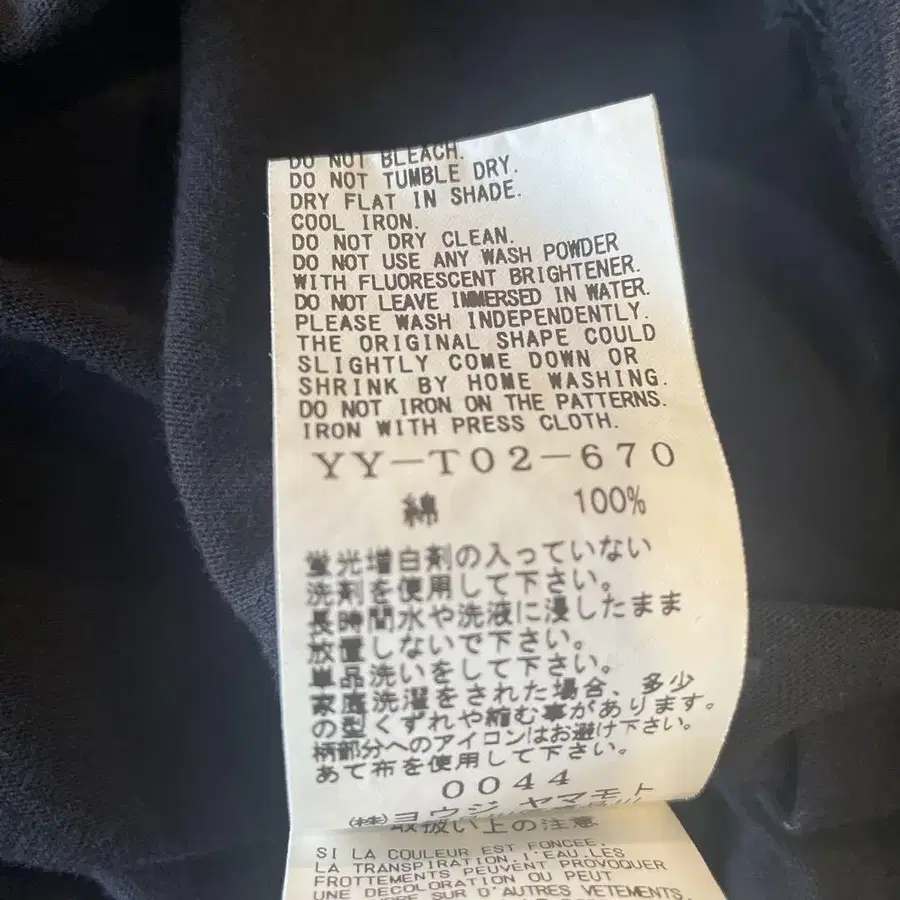 DO NOT BLEACH.
DO NOT TUMBLE DRY.
DRY FLAT IN SHADE.
COOL IRON.
DO NOT DRY CLEAN.
DO NOT USE ANY WASH POWDER
WITH FLUORESCENT BRIGHTENER.
DO NOT LEAVE IMMERSED IN WATER.
PLEASE WASH INDEPENDENTLY.
THE ORIGINAL SHAPE COULD
SLIGHTLY COME DOWN OR
SHRINK BY HOME WASHING.
DO NOT IRON ON THE PATTERNS.
IRON WITH PRESS CLOTH.
YY-T02-670
綿 100%
蛍光増白剤の入っていない
洗剤を使用して下さい。
長時間水や洗液に浸したまま
放置しないで下さい。
単品洗いをして下さい。
家庭洗濯をされた場合、多少
の型くずれや縮む事があります。
柄部分へのアイロンはお避け下さい。
あて布を使用して下さい。
0044
(株)ヨウジヤマモト
取扱い上の注意
SI LA COULEUR EST FONCEE,
LA TRANSPIRATION, l'EAU, LES
FROTTEMENTS PEUVENT PROVOQUER
UNE DECOLORATION OU PEUT
SUR D'AUTRES VETEMENTS,